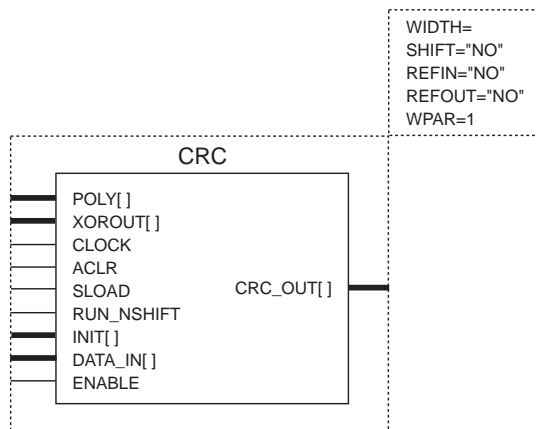 WIDTH=
SHIFT="NO"
REFIN="NO"
REFOUT="NO"
WPAR=1
CRC
POLY[ ]
XOROUT[ ]
CLOCK
ACLR
SLOAD
CRC_OUT[ ]
RUN_NSHIFT
INIT[ ]
DATA_IN[ ]
ENABLE